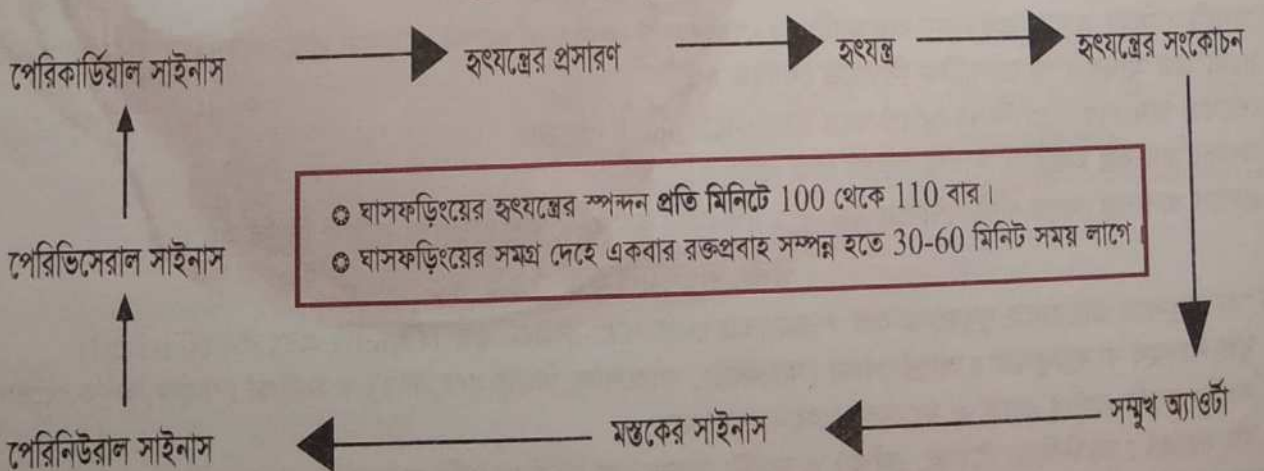 পেরিকার্ডিয়াল সাইনাস হৃৎযন্ত্রের প্রসারণ হৃৎযন্ত্র হৃৎযন্ত্রের সংকোচন
ঘাসফড়িংয়ের হৃৎযন্ত্রের স্পন্দন প্রতি মিনিটে 100 থেকে 110 বার।
পেরিভিসেরাল সাইনাস
ঘাসফড়িংয়ের সমগ্র দেহে একবার রক্তপ্রবাহ সম্পন্ন হতে 30-60 মিনিট সময় লাগে
পেরিনিউরাল সাইনাস মস্তকের সাইনাস সম্মুখ অ্যাওর্টা